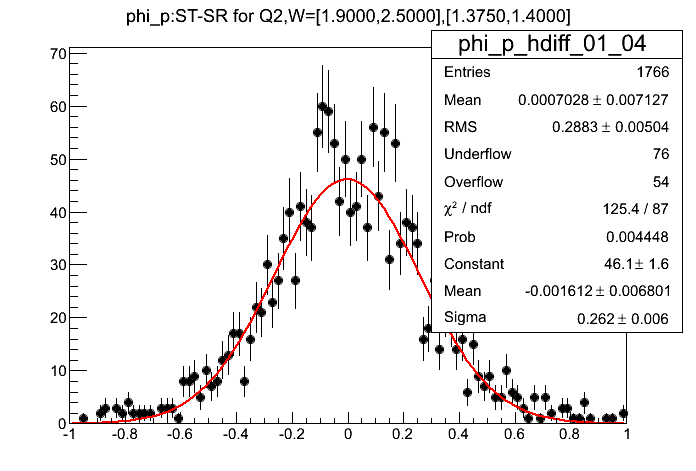 phi_p:ST-SR for Q2,W=[1.9000,2.5000],[1.3750,1.4000]
phi_p_hdiff_01_04
Entries 1766
Mean 0.0007028 ± 0.007127
RMS 0.2883 ± 0.00504
Underflow 76
Overflow 54
χ² / ndf 125.4 / 87
Prob 0.004448
Constant 46.1 ± 1.6
Mean -0.001612 ± 0.006801
Sigma 0.262 ± 0.006
70
60
50
40
30
20
10
0
-1 -0.8 -0.6 -0.4 -0.2 0 0.2 0.4 0.6 0.8 1